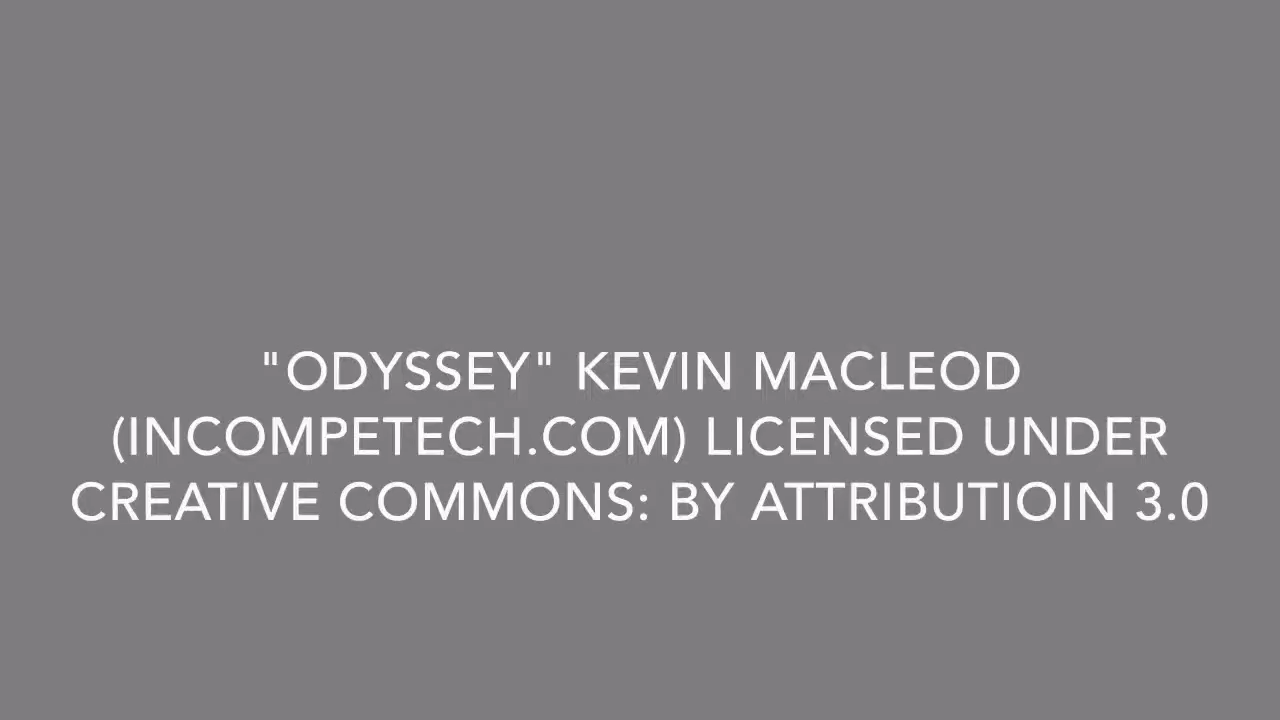 "ODYSSEY" KEVIN MACLEOD
(INCOMPETECH.COM) LICENSED UNDER
CREATIVE COMMONS: BY ATTRIBUTIOIN 3.0